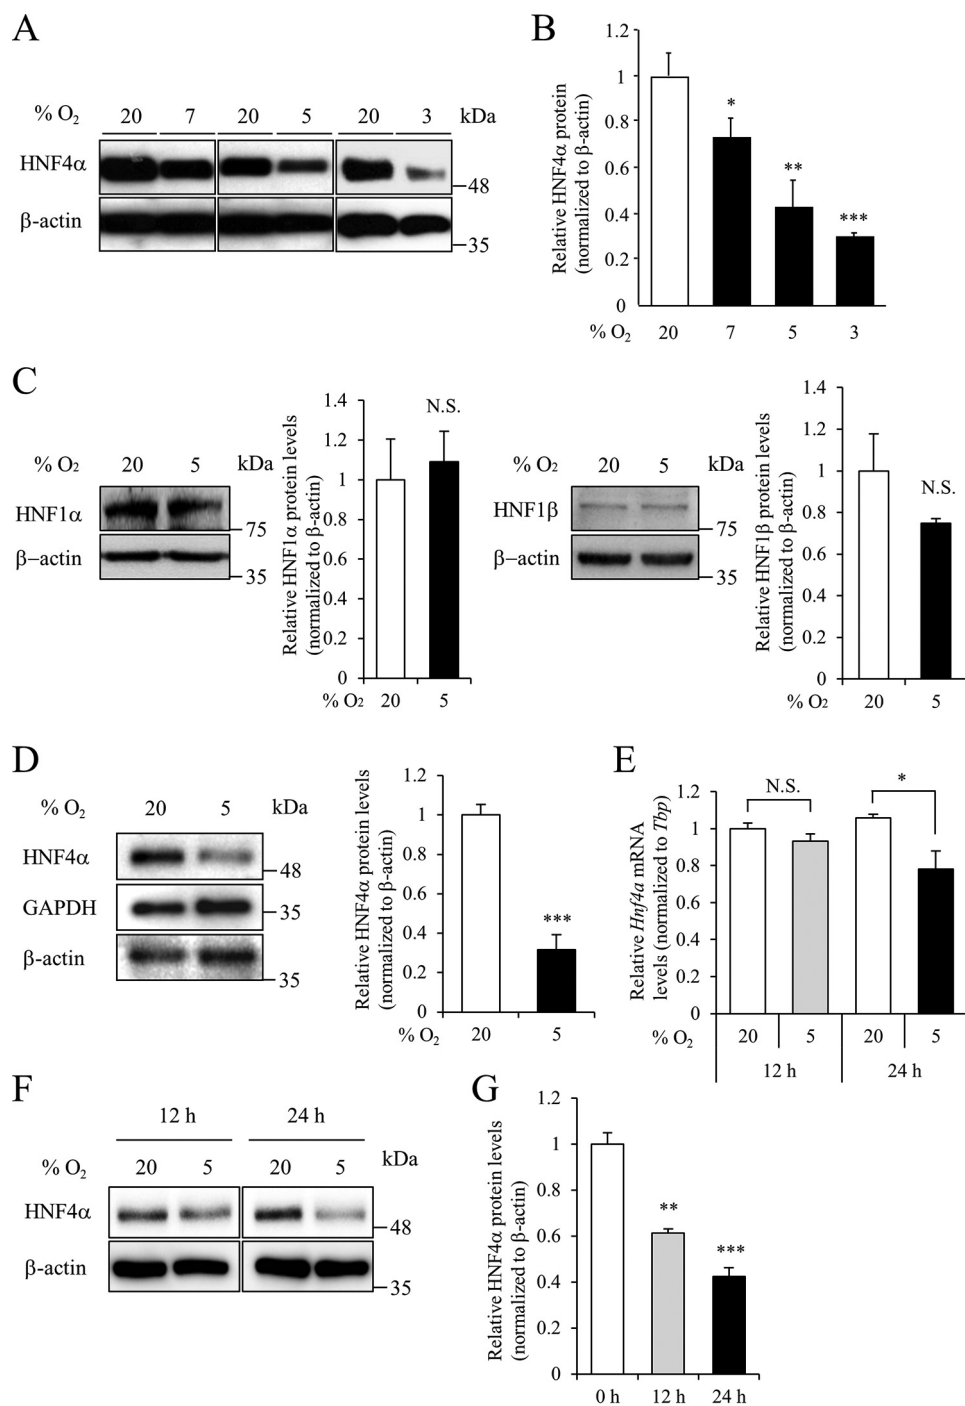 A
% O2 20 7 20 5 20 3 kDa
HNF4α
48
β-actin
35
B
Relative HNF4α protein
(normalized to β-actin)
1.2
1
0.8
0.6
0.4
0.2
0
*
**
***
% O2 20 7 5 3
C
% O2 20 5 kDa
HNF1α
75
β−actin
35
Relative HNF1α protein levels
(normalized to β-actin)
1.4
1.2
1
0.8
0.6
0.4
0.2
0
N.S.
% O2 20 5
% O2 20 5 kDa
HNF1β
75
β-actin
35
Relative HNF1β protein levels
(normalized to β-actin)
1.4
1.2
1
0.8
0.6
0.4
0.2
0
N.S.
% O2 20 5
D
% O2 20 5 kDa
HNF4α
48
GAPDH
35
β-actin
35
Relative HNF4α protein levels
(normalized to β-actin)
1.2
1
0.8
0.6
0.4
0.2
0
***
% O2 20 5
E
Relative Hnf4a mRNA
levels (normalized to Tbp)
1.2
1
0.8
0.6
0.4
0.2
0
N.S.
*
% O2 20 5 20 5
12 h 24 h
F
12 h 24 h
% O2 20 5 20 5 kDa
HNF4α
48
β-actin
35
G
Relative HNF4α protein levels
(normalized to β-actin)
1.2
1
0.8
0.6
0.4
0.2
0
**
***
0 h 12 h 24 h